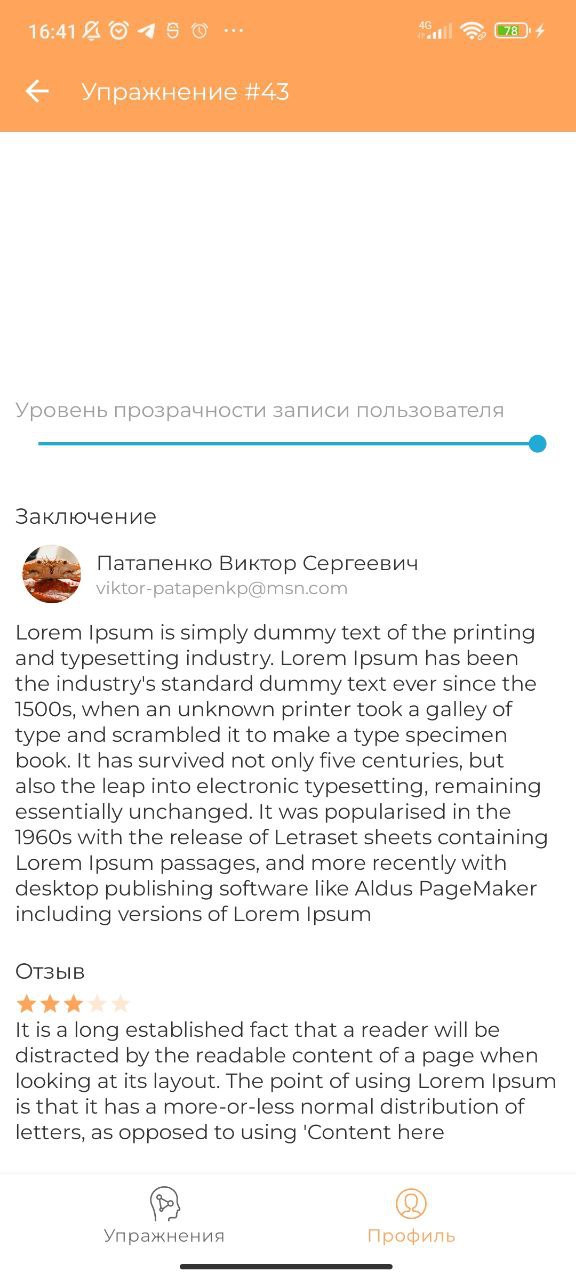 16:41
4G
78
Упражнение #43
Уровень прозрачности записи пользователя
Заключение
Патапенко Виктор Сергеевич
viktor-patapenkp@msn.com
Lorem Ipsum is simply dummy text of the printing
and typesetting industry. Lorem Ipsum has been
the industry's standard dummy text ever since the
1500s, when an unknown printer took a galley of
type and scrambled it to make a type specimen
book. It has survived not only five centuries, but
also the leap into electronic typesetting, remaining
essentially unchanged. It was popularised in the
1960s with the release of Letraset sheets containing
Lorem Ipsum passages, and more recently with
desktop publishing software like Aldus PageMaker
including versions of Lorem Ipsum
Отзыв
It is a long established fact that a reader will be
distracted by the readable content of a page when
looking at its layout. The point of using Lorem Ipsum
is that it has a more-or-less normal distribution of
letters, as opposed to using 'Content here
Упражнения
Профиль